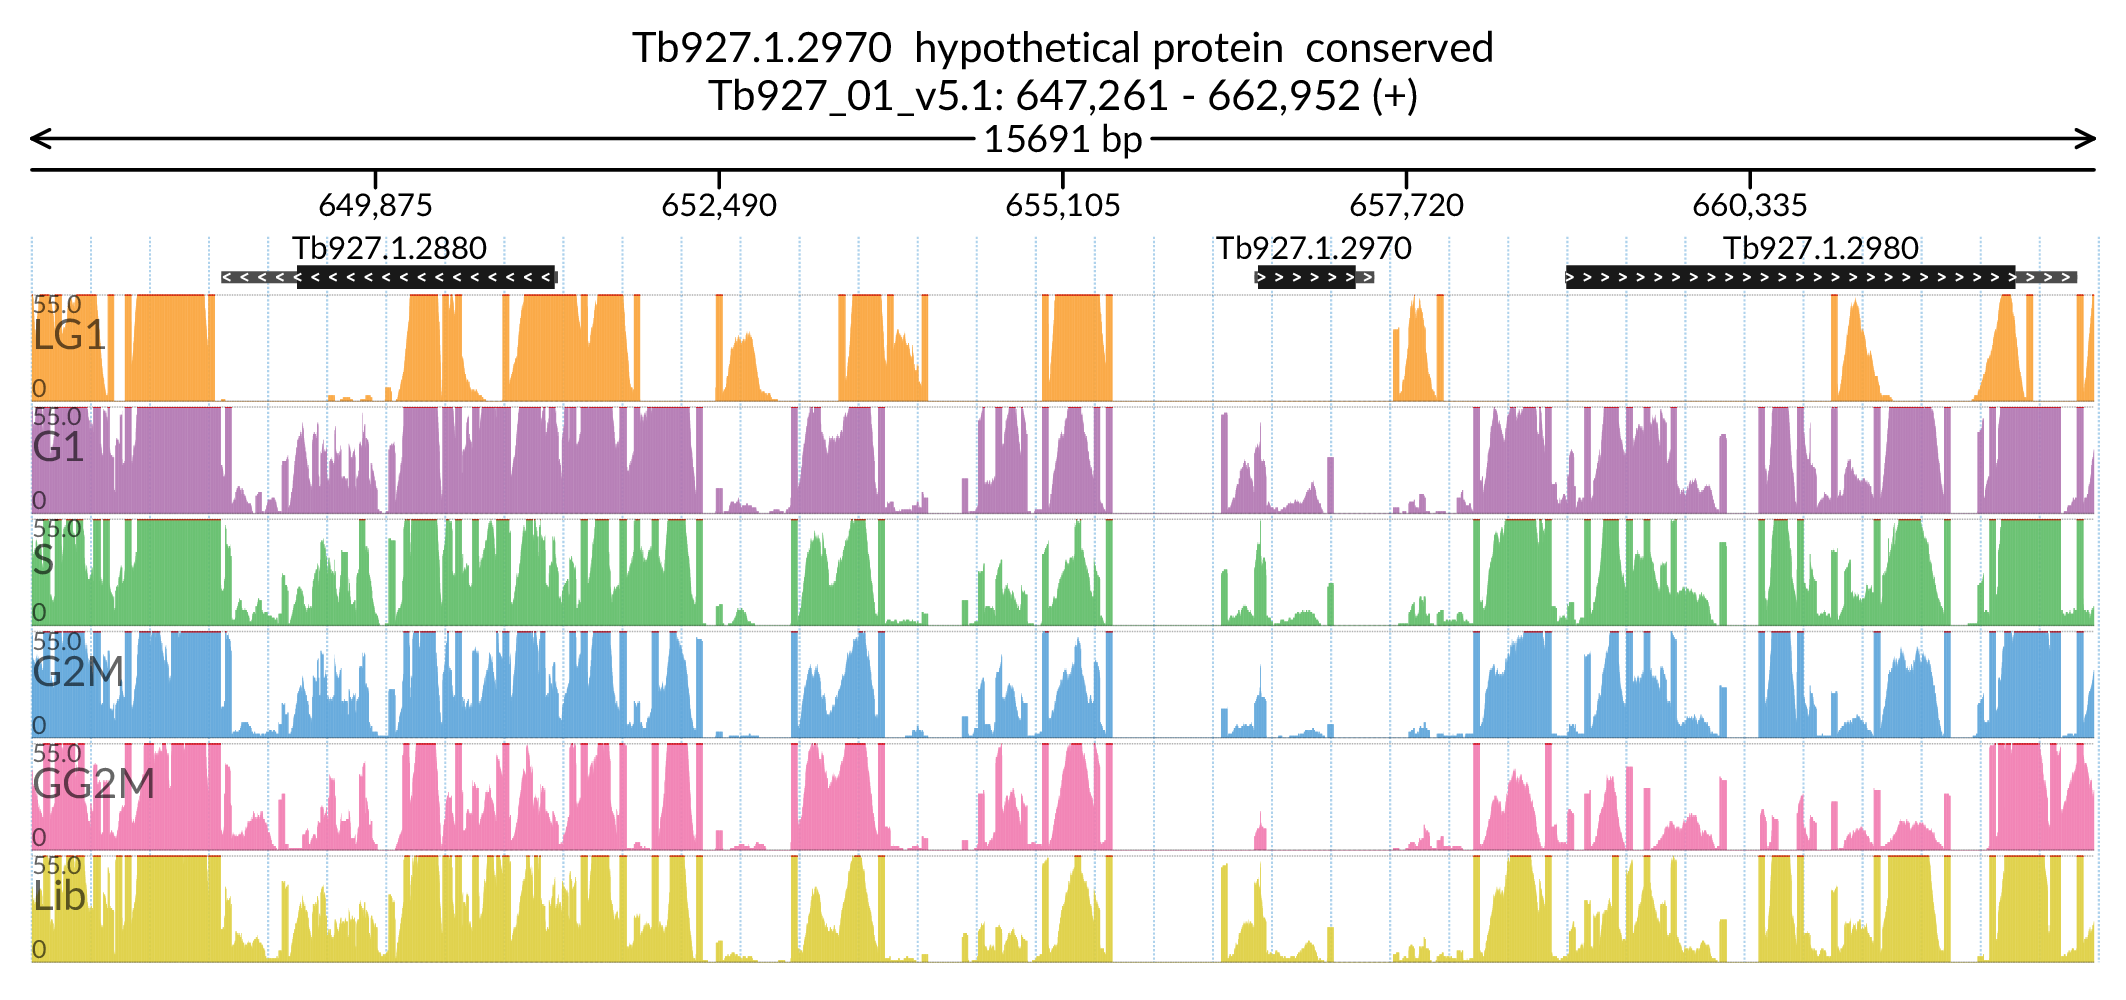 Tb927.1.2970 hypothetical protein conserved
Tb927_01_v5.1: 647,261 - 662,952 (+)
15691 bp
649,875 652,490 655,105 657,720 660,335
Tb927.1.2880 Tb927.1.2970 Tb927.1.2980
55.0
LG1
0
55.0
G1
0
55.0
S
0
55.0
G2M
0
55.0
GG2M
0
55.0
Lib
0